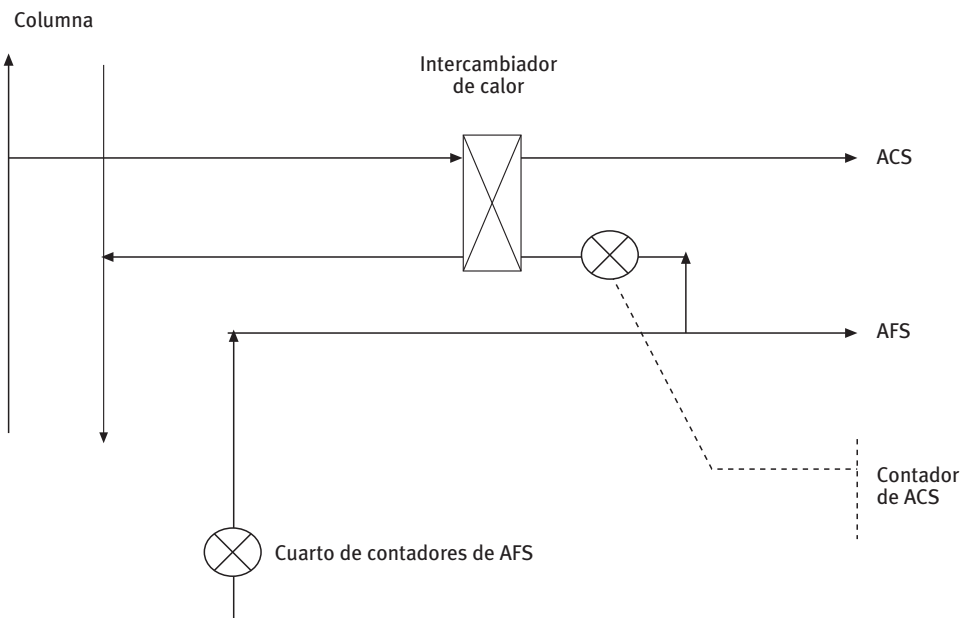 Columna
Intercambiador
de calor
ACS
AFS
Contador
de ACS
Cuarto de contadores de AFS